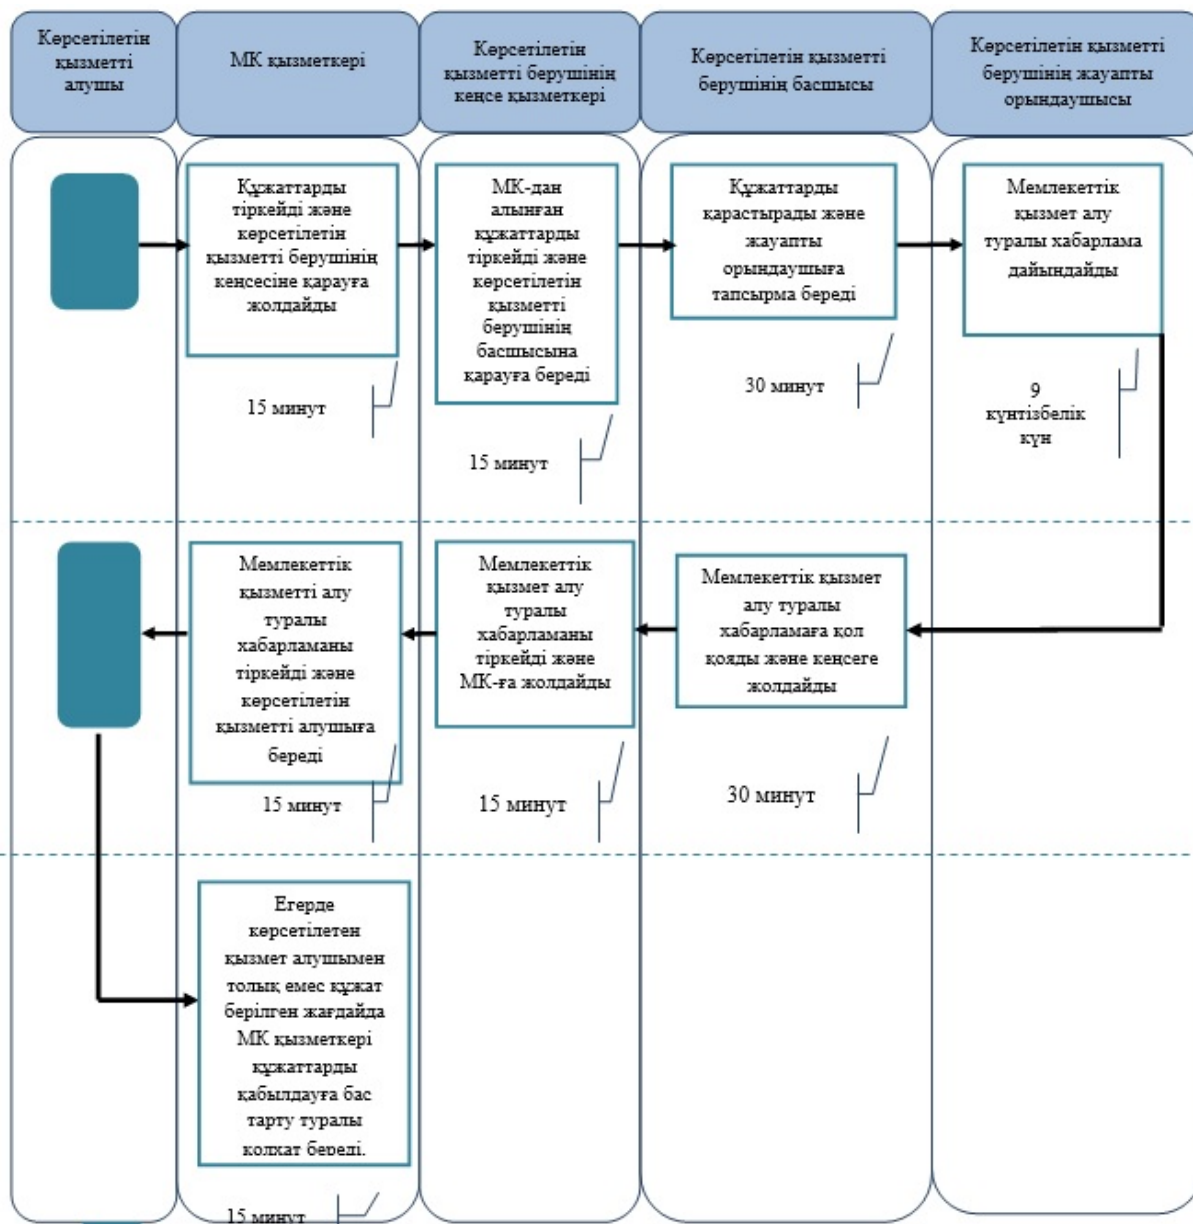 Көрсетілетін
қызметті
алушы
МК қызметкері
Көрсетілетін
қызметті берушінің
кеңсе қызметкері
Көрсетілетін қызметті
берушінің басшысы
Көрсетілетін қызметті
берушінің жауапты
орындаушысы
Құжаттарды
тіркейді және
көрсетілетін
қызметті берушінің
кеңсесіне қарауға
жолдайды
15 минут
МК-дан
алынған
құжаттарды
тіркейді және
көрсетілетін
қызметті
берушінің
басшысына
қарауға береді
15 минут
Құжаттарды
қарастырады және
жауапты
орындаушыға
тапсырма береді
30 минут
Мемлекеттік
қызмет алу
туралы хабарлама
дайындайды
9
күнтізбелік
күн
Мемлекеттік
қызметті алу
туралы
хабарламаны
тіркейді және
көрсетілетін
қызметті алушыға
береді
15 минут
Мемлекеттік
қызмет алу
туралы
хабарламаны
тіркейді және
МК-ға жолдайды
15 минут
Мемлекеттік қызмет
алу туралы
хабарламаға қол
қояды және кеңсеге
жолдайды
30 минут
Егерде
көрсетілетен
қызмет алушымен
толық емес құжат
берілген жағдайда
МК қызметкері
құжаттарды
қабылдауға бас
тарту туралы
қолхат береді.
15 минут